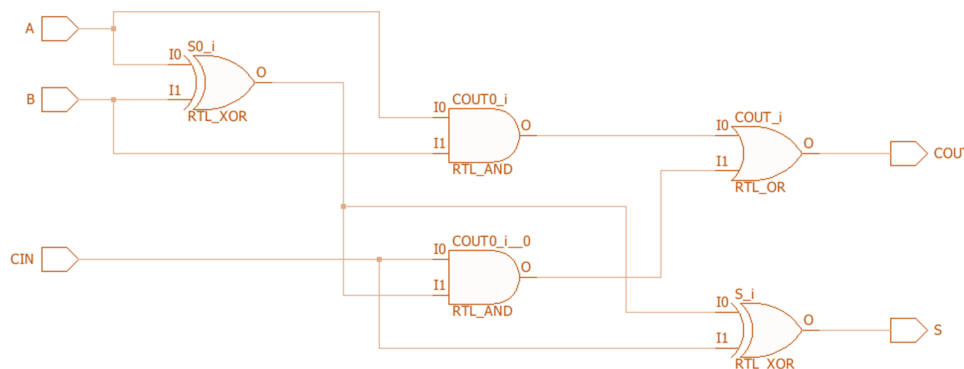 A
S0_i
I0
O
I1
RTL_XOR
B
COUT0_i
I0
O
I1
RTL_AND
COUT_i
I0
O
I1
RTL_OR
COUT
CIN
COUT0_i__0
I0
O
I1
RTL_AND
S_i
I0
O
I1
RTL_XOR
S